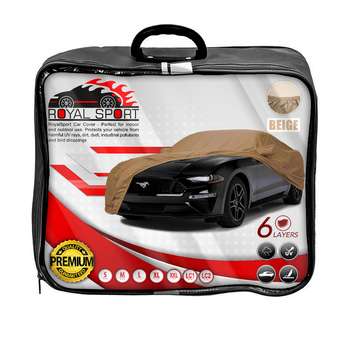 ROYAL SPORT
RoyalSport Car Cover - Perfect for indoor
and outdoor use. Protects your vehicle from
harmful UV rays, dirt, dust, industrial pollutants
and bird droppings
BEIGE
6 LAYERS
QUALITY
PREMIUM
GUARANTEED
S M L XL XXL LC1 LC2